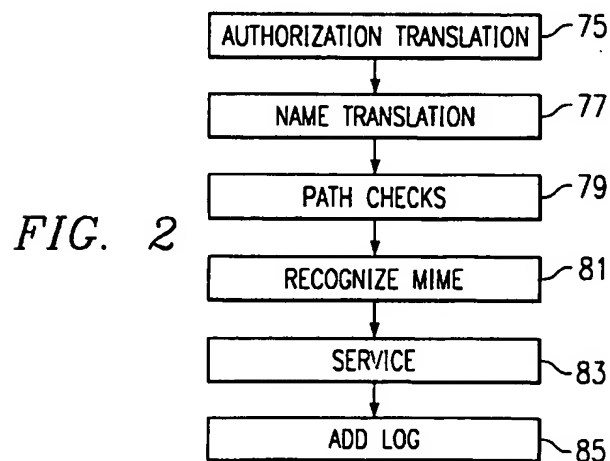 AUTHORIZATION TRANSLATION 75
NAME TRANSLATION 77
PATH CHECKS 79
FIG. 2
RECOGNIZE MIME 81
SERVICE 83
ADD LOG 85